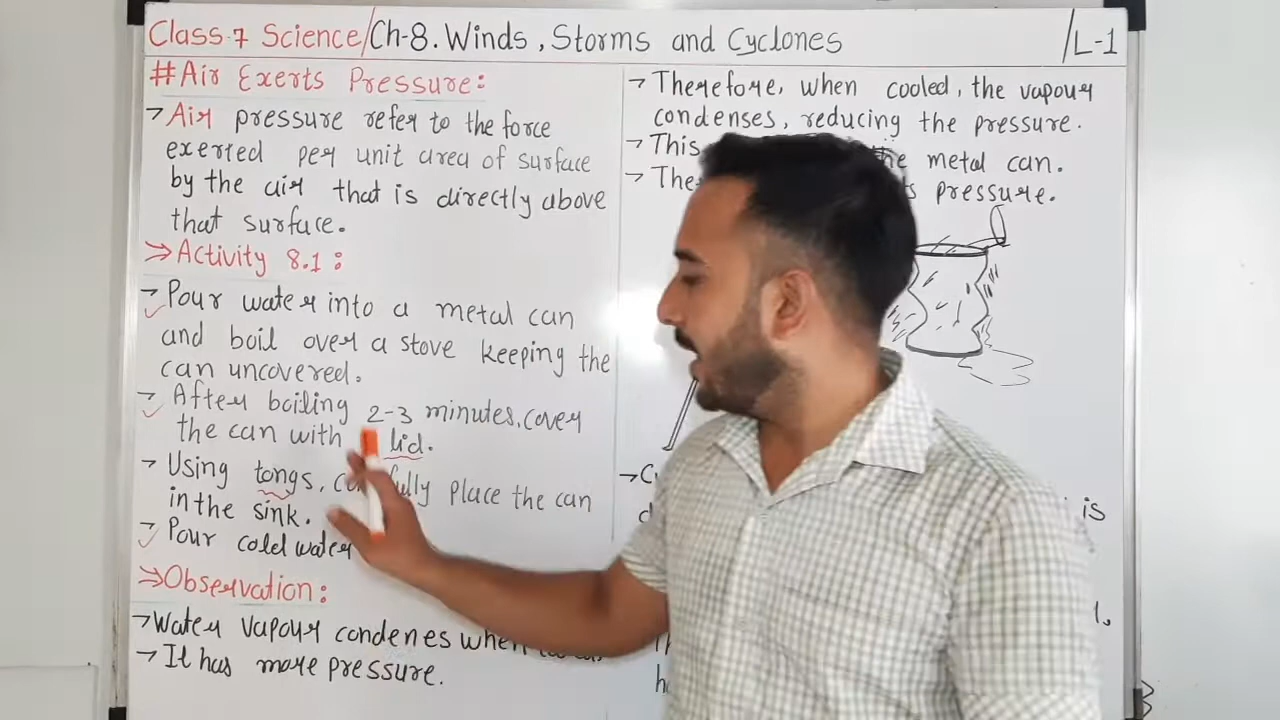 Class-7 Science/Ch-8. Winds, Storms and Cyclones /L-1
#Air Exerts Pressure:
→ Air pressure refer to the force
exerted per unit area of surface
by the air that is directly above
that surface.
⇒ Activity 8.1:
→ Pour water into a metal can
and boil over a stove keeping the
can uncovered.
→ After boiling 2-3 minutes, cover
the can with lid.
→ Using tongs, place the can
in the sink.
→ Pour cold water
⇒ Observation:
→ Water vapour condenes when
→ It has more pressure.
→ Therefore, when cooled, the vapour
condenses, reducing the pressure.
→ This metal can.
→ pressure.
is